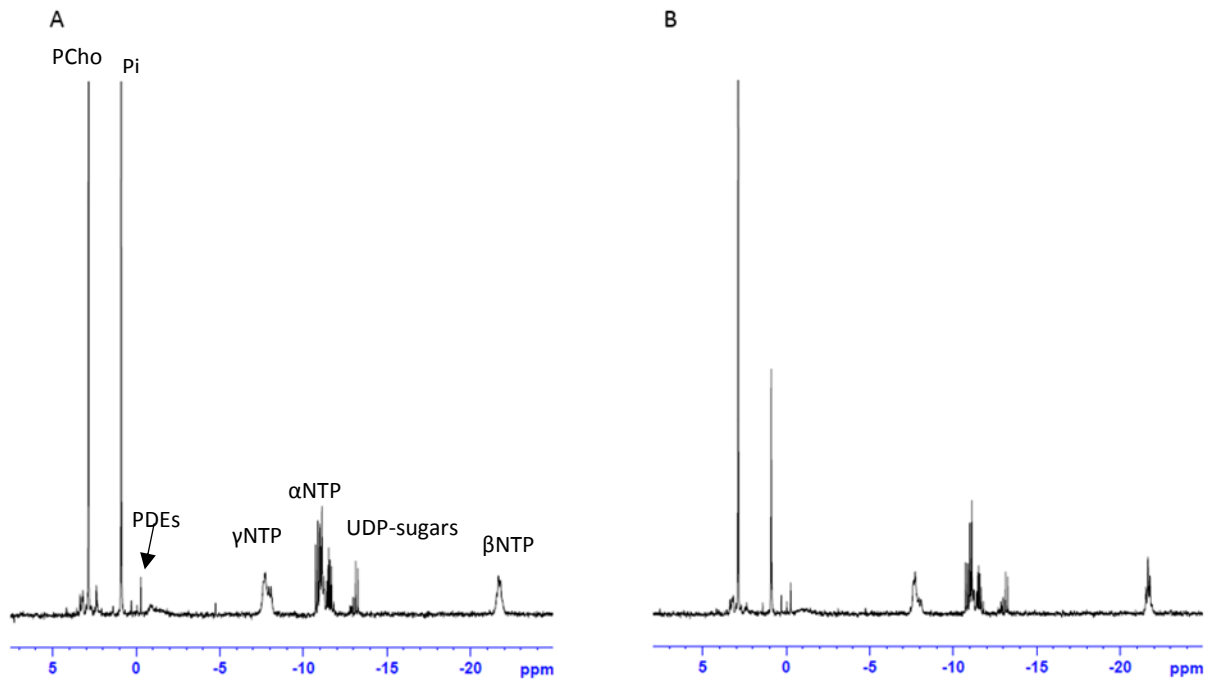 A
B
PCho
Pi
PDEs
γNTP
αNTP
UDP-sugars
βNTP
5 0 -5 -10 -15 -20 ppm
5 0 -5 -10 -15 -20 ppm